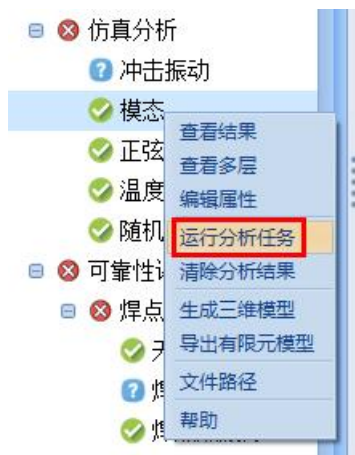 仿真分析
冲击振动
模态
正弦
温度
随机
可靠性
焊点
查看结果
查看多层
编辑属性
运行分析任务
清除分析结果
生成三维模型
导出有限元模型
文件路径
帮助